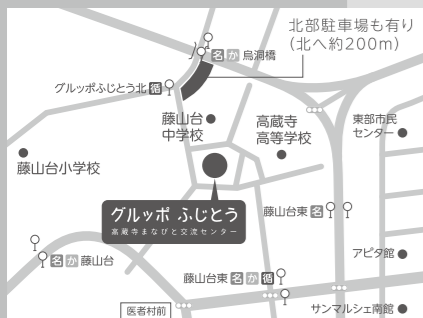 北部駐車場も有り
(北へ約200m)
名 か 烏洞橋
グルッポふじとう北 循
藤山台
中学校
高蔵寺
高等学校
東部市民
センター
藤山台小学校
グルッポ ふじとう
高蔵寺まなびと交流センター
藤山台東 名
名 か 藤山台
アピタ館
藤山台東 名 か 循
医者村前
サンマルシェ南館